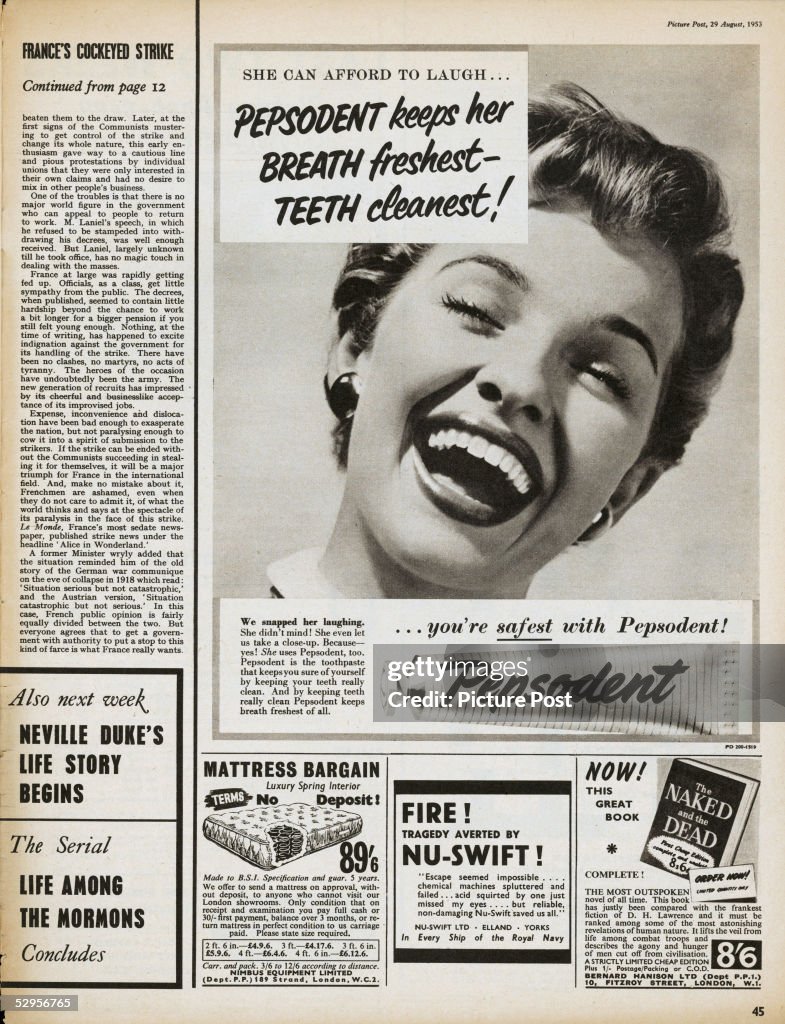 Picture Post, 29 August, 1953
FRANCE'S COCKEYED STRIKE
Continued from page 12
beaten them to the draw. Later, at the
first signs of the Communists muster-
ing to get control of the strike and
change its whole nature, this early en-
thusiasm gave way to a cautious line
and pious protestations by individual
unions that they were only interested in
their own claims and had no desire to
mix in other people's business.
One of the troubles is that there is no
major world figure in the government
who can appeal to people to return
to work. M. Laniel's speech, in which
he refused to be stampeded into with-
drawing his decrees, was well enough
received. But Laniel, largely unknown
till he took office, has no magic touch in
dealing with the masses.
France at large was rapidly getting
fed up. Officials, as a class, get little
sympathy from the public. The decrees,
when published, seemed to contain little
hardship beyond the chance to work
a bit longer for a bigger pension if you
still felt young enough. Nothing, at the
time of writing, has happened to excite
indignation against the government for
its handling of the strike. There have
been no clashes, no martyrs, no acts of
tyranny. The heroes of the occasion
have undoubtedly been the army. The
new generation of recruits has impressed
by its cheerful and businesslike accep-
tance of its improvised jobs.
Expense, inconvenience and disloca-
tion have been bad enough to exasperate
the nation, but not paralysing enough to
cow it into a spirit of submission to the
strikers. If the strike can be ended with-
out the Communists succeeding in steal-
ing it for themselves, it will be a major
triumph for France in the international
field. And, make no mistake about it,
Frenchmen are ashamed, even when
they do not care to admit it, of what the
world thinks and says at the spectacle of
its paralysis in the face of this strike.
Le Monde, France's most sedate news-
paper, published strike news under the
headline 'Alice in Wonderland.'
A former Minister wryly added that
the situation reminded him of the old
story of the German war communique
on the eve of collapse in 1918 which read:
'Situation serious but not catastrophic,'
and the Austrian version, 'Situation
catastrophic but not serious.' In this
case, French public opinion is fairly
equally divided between the two. But
everyone agrees that to get a govern-
ment with authority to put a stop to this
kind of farce is what France really wants.
Also next week
NEVILLE DUKE'S
LIFE STORY
BEGINS
The Serial
LIFE AMONG
THE MORMONS
Concludes
SHE CAN AFFORD TO LAUGH...
PEPSODENT keeps her
BREATH freshest-
TEETH cleanest!
We snapped her laughing.
She didn't mind! She even let
us take a close-up. Because—
yes! She uses Pepsodent, too.
Pepsodent is the toothpaste
that keeps you sure of yourself
by keeping your teeth really
clean. And by keeping teeth
really clean Pepsodent keeps
breath freshest of all.
...you're safest with Pepsodent!
Pepsodent
gettyimages
Picture Post
PD 200-1519
MATTRESS BARGAIN
Luxury Spring Interior
TERMS No Deposit!
89'6
Made to B.S.I. Specification and guar. 5 years.
We offer to send a mattress on approval, with-
out deposit, to anyone who cannot visit our
London showrooms. Only condition that on
receipt and examination you pay full cash or
30/- first payment, balance over 3 months, or re-
turn mattress in perfect condition to us carriage
paid. Please state size required.
2 ft. 6 in.—£4.9.6. 3 ft.—£4.17.6. 3 ft. 6 in.
£5.9.6. 4 ft.—£6.4.6. 4 ft. 6 in.—£6.12.6.
Carr. and pack. 3/6 to 12/6 according to distance.
NIMBUS EQUIPMENT LIMITED
(Dept. P.P.) 189 Strand, London, W.C.2.
FIRE!
TRAGEDY AVERTED BY
NU-SWIFT!
"Escape seemed impossible ....
chemical machines spluttered and
failed ... acid squirted by one just
missed my eyes .... but reliable,
non-damaging Nu-Swift saved us all."
NU-SWIFT LTD · ELLAND · YORKS
In Every Ship of the Royal Navy
NOW!
THIS
GREAT
BOOK
*
COMPLETE!
The
NAKED
and the
DEAD
First Cheap Edition
complete and
8s.6d
ORDER NOW!
LIMITED QUANTITY ONLY
THE MOST OUTSPOKEN
novel of all time. This book
has justly been compared with the frankest
fiction of D. H. Lawrence and it must be
ranked among some of the most astonishing
revelations of human nature. It lifts the veil from
life among combat troops and
describes the agony and hunger
of men cut off from civilisation.
A STRICTLY LIMITED CHEAP EDITION
Plus 1/- Postage/Packing or C.O.D.
8'6
BERNARD HANISON LTD (Dept P.P.1.)
10, FITZROY STREET, LONDON, W.1.
52956765
45